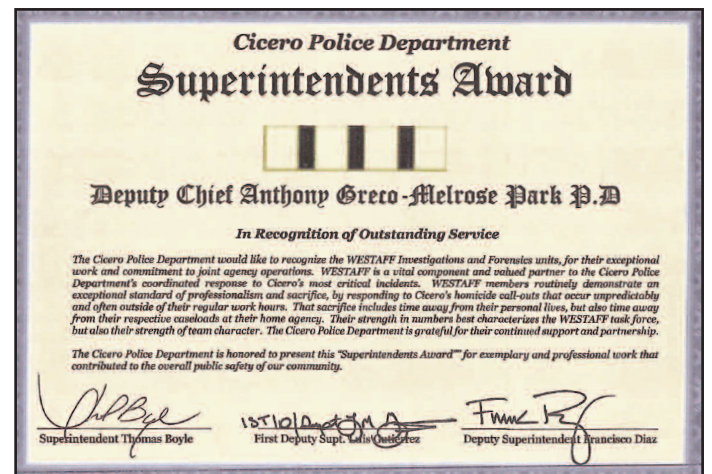 Cicero Police Department
Superintendents Award
Deputy Chief Anthony Greco-Melrose Park P.D
In Recognition of Outstanding Service
The Cicero Police Department would like to recognize the WESTAFF Investigations and Forensics units, for their exceptional
work and commitment to joint agency operations. WESTAFF is a vital component and valued partner to the Cicero Police
Department's coordinated response to Cicero's most critical incidents. WESTAFF members routinely demonstrate an
exceptional standard of professionalism and sacrifice, by responding to Cicero's homicide call-outs that occur unpredictably
and often outside of their regular work hours. That sacrifice includes time away from their personal lives, but also time away
from their respective caseloads at their home agency. Their strength in numbers best characterizes the WESTAFF task force,
but also their strength of team character. The Cicero Police Department is grateful for their continued support and partnership.
The Cicero Police Department is honored to present this "Superintendents Award"" for exemplary and professional work that
contributed to the overall public safety of our community.
Superintendent Thomas Boyle
First Deputy Supt. Luis Gutierrez
Deputy Superintendent Francisco Diaz